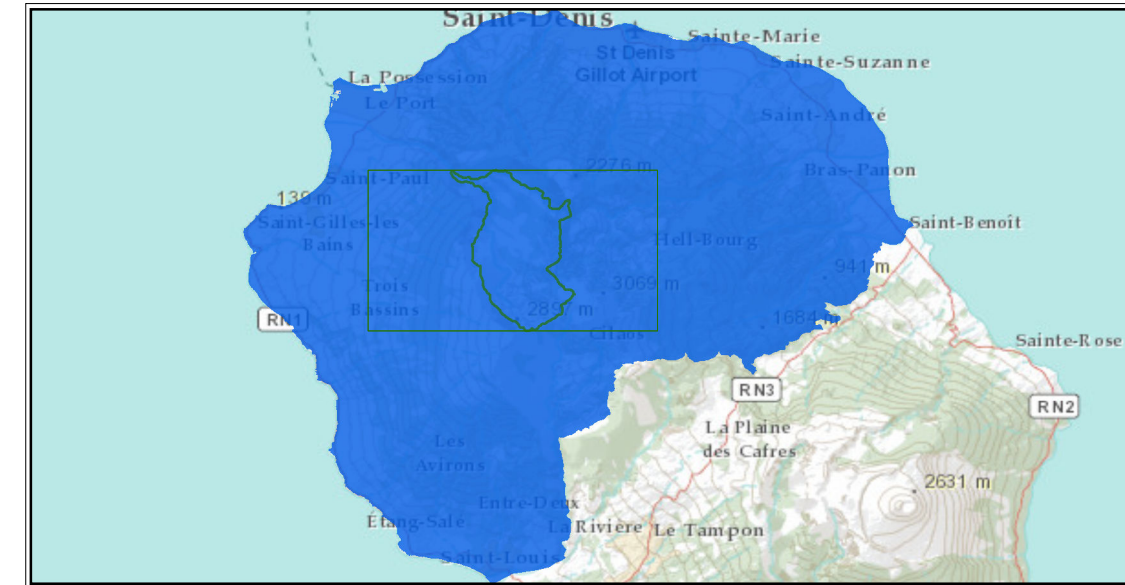 Saint-Denis
Sainte-Marie
St Denis
Gillot Airport
Sainte-Suzanne
La Possession
Le Port
Saint-André
2276 m
Bras-Panon
Saint-Paul
139 m
Saint-Gilles-les
Bains
Saint-Benoît
Hell-Bourg
941 m
3069 m
Trois
Bassins
2897 m
1684 m
RN1
Cilaos
Sainte-Rose
RN3
RN2
La Plaine
des Cafres
Les
Avirons
2631 m
Entre-Deux
Étang-Salé
La Rivière
Le Tampon
Saint-Louis